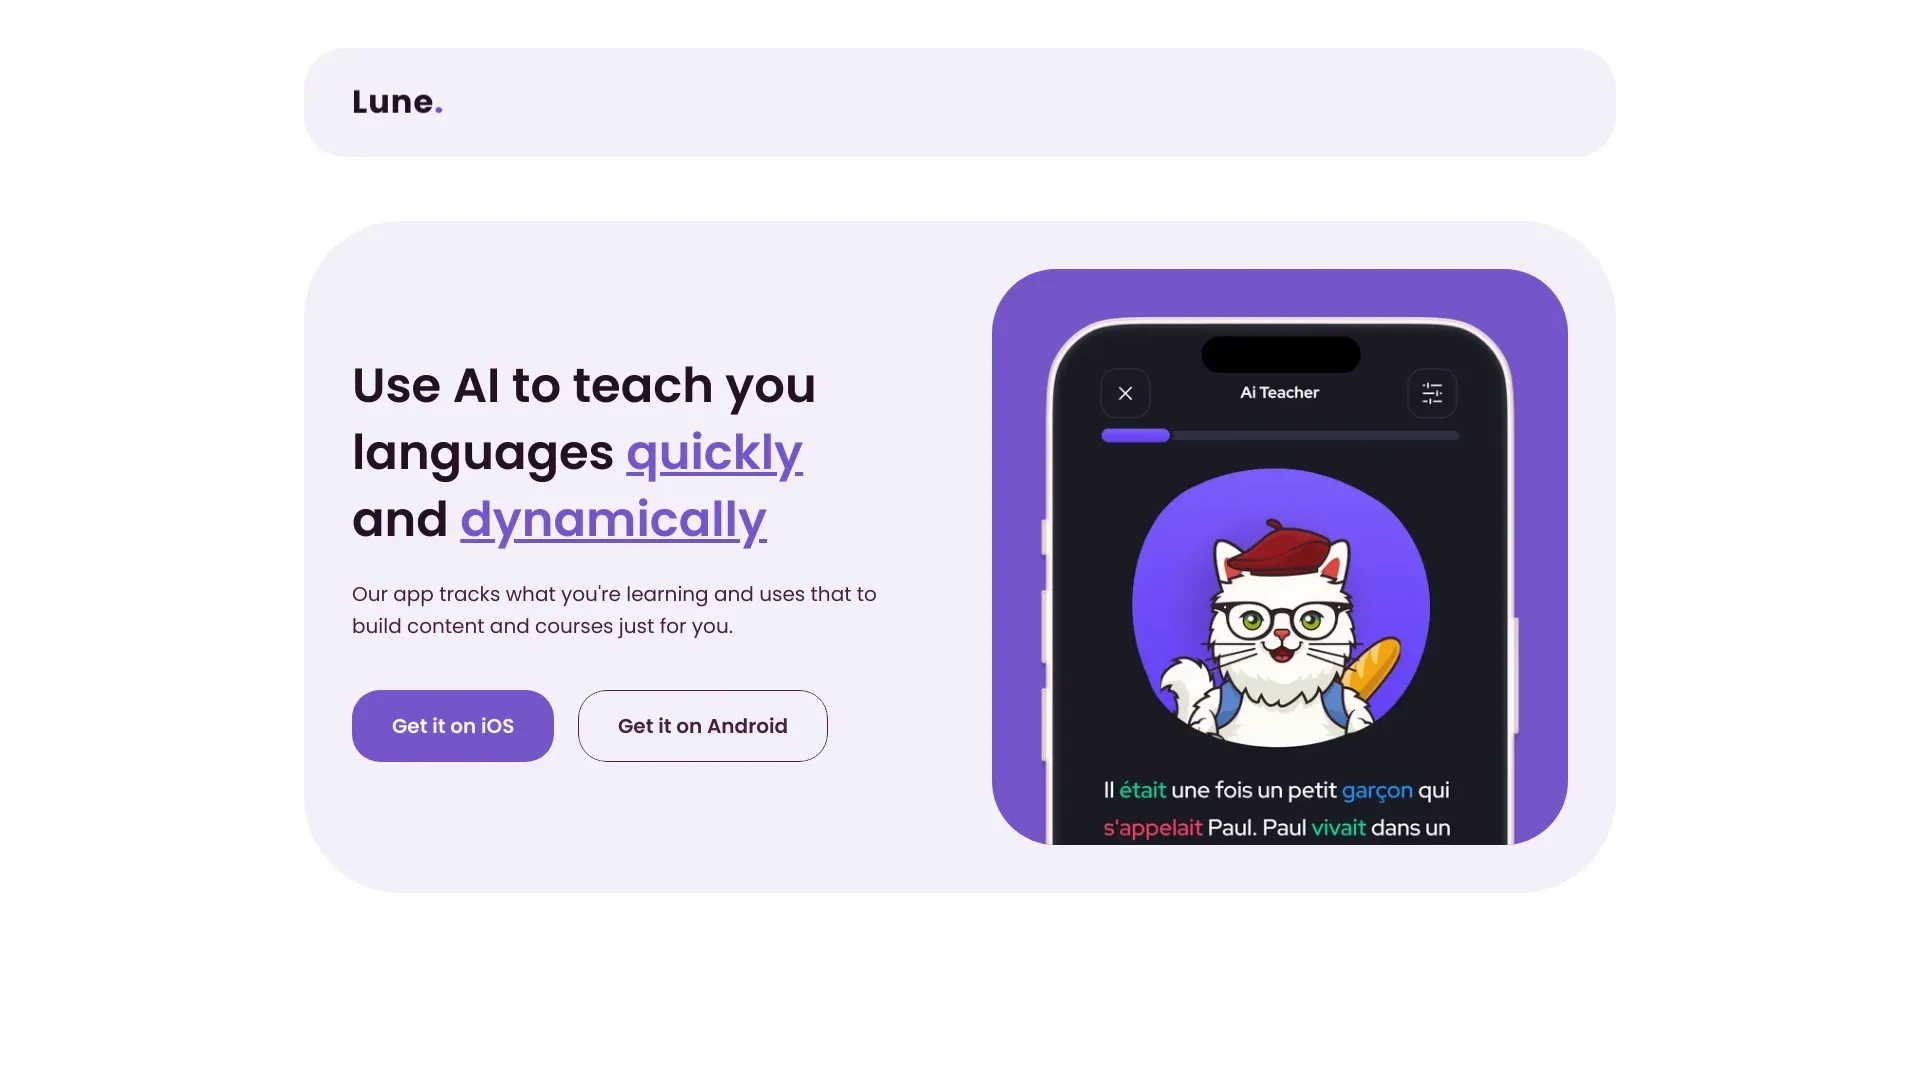 Lune.
Use AI to teach you
languages quickly
and dynamically
Our app tracks what you're learning and uses that to
build content and courses just for you.
Get it on iOS
Get it on Android
Ai Teacher
Il était une fois un petit garçon qui
s'appelait Paul. Paul vivait dans un